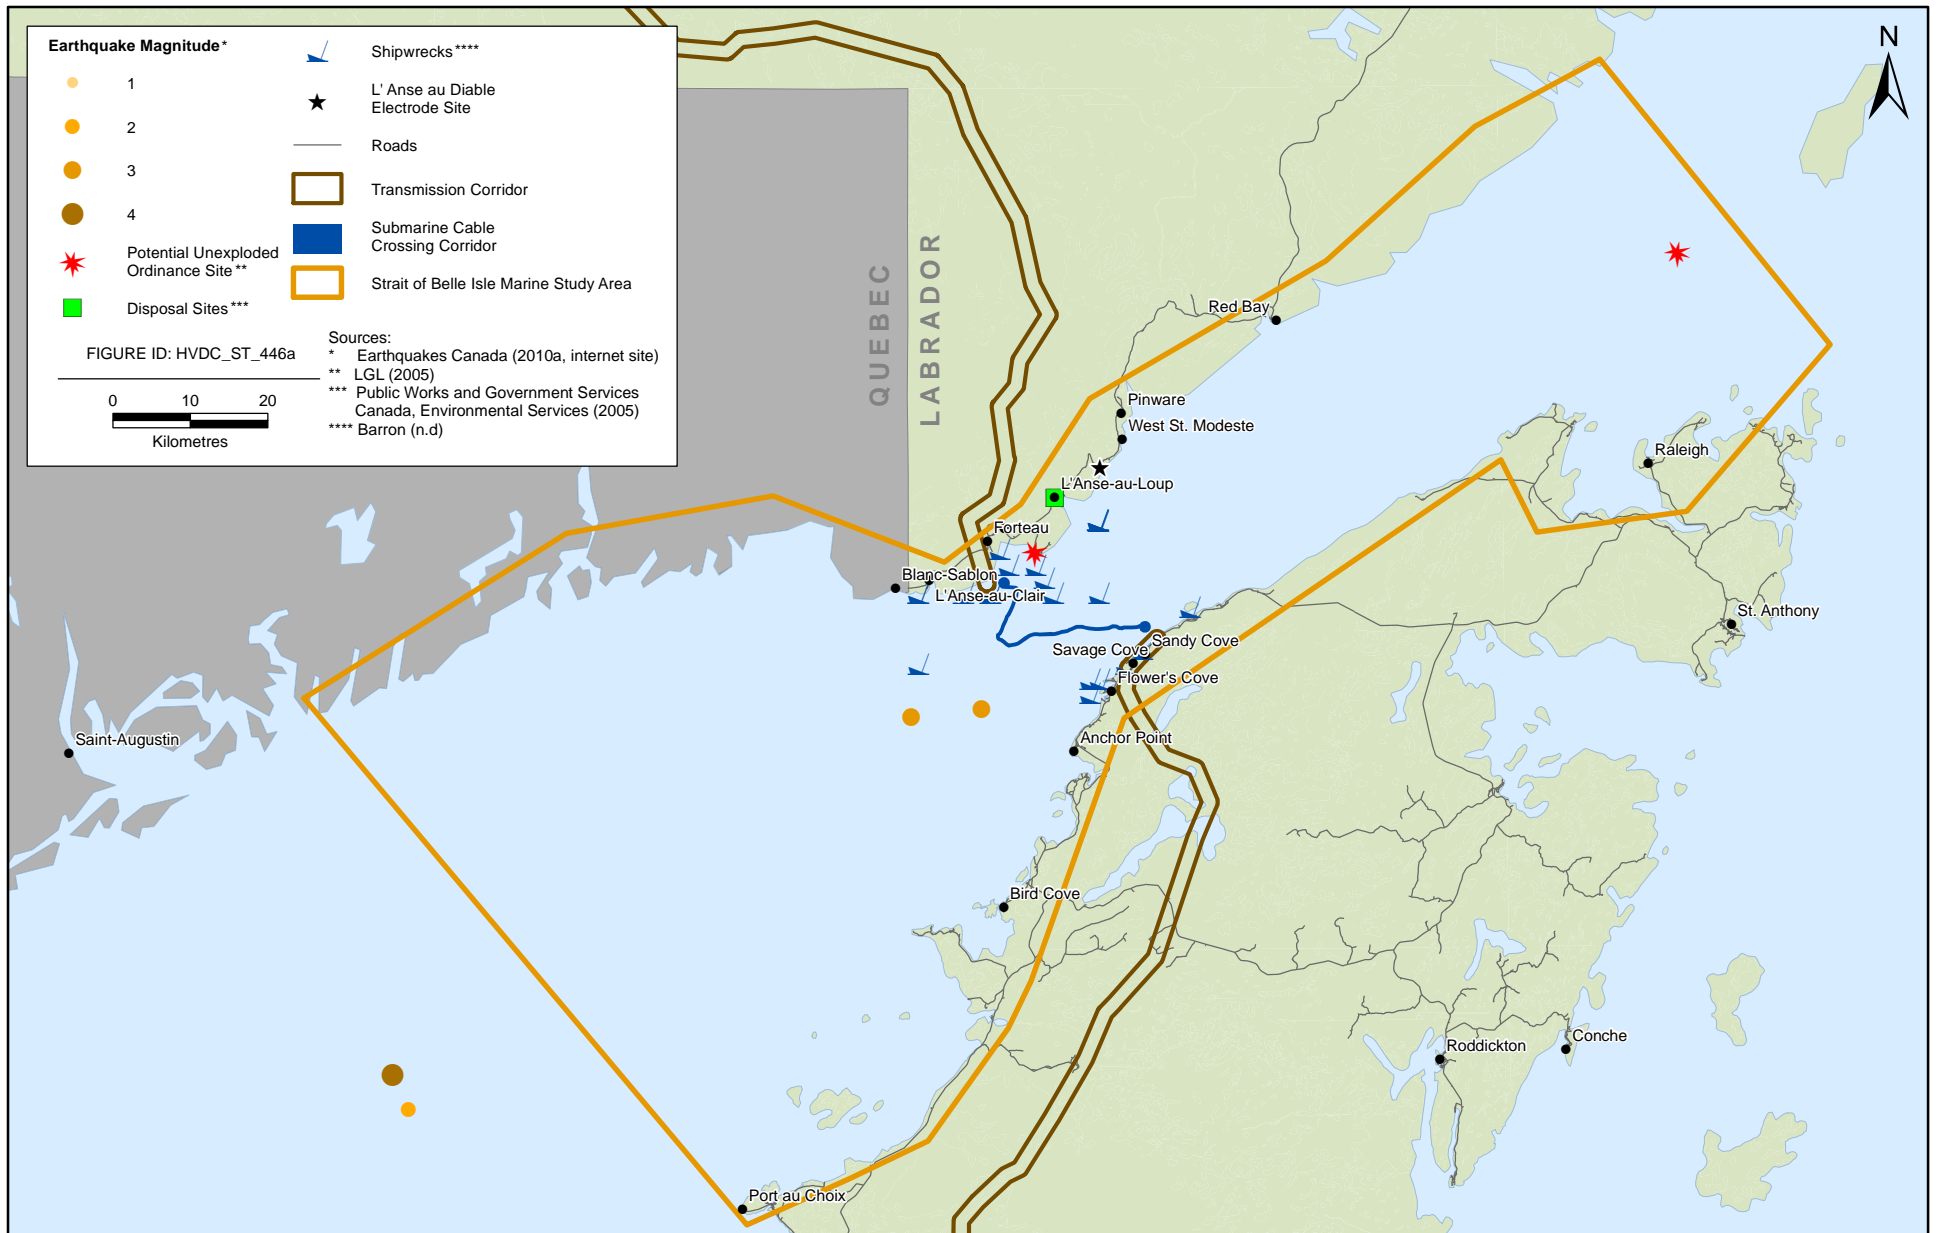 Earthquake Magnitude *
1
2
3
4
Potential Unexploded
Ordinance Site **
Disposal Sites ***
Shipwrecks ****
L' Anse au Diable
Electrode Site
Roads
Transmission Corridor
Submarine Cable
Crossing Corridor
Strait of Belle Isle Marine Study Area
FIGURE ID: HVDC_ST_446a
0 10 20
Kilometres
Sources:
* Earthquakes Canada (2010a, internet site)
** LGL (2005)
*** Public Works and Government Services
Canada, Environmental Services (2005)
**** Barron (n.d)
N
QUEBEC
LABRADOR
Red Bay
Pinware
West St. Modeste
L'Anse-au-Loup
Forteau
Blanc-Sablon
L'Anse-au-Clair
Raleigh
St. Anthony
Sandy Cove
Savage Cove
Flower's Cove
Anchor Point
Saint-Augustin
Bird Cove
Roddickton
Conche
Port au Choix